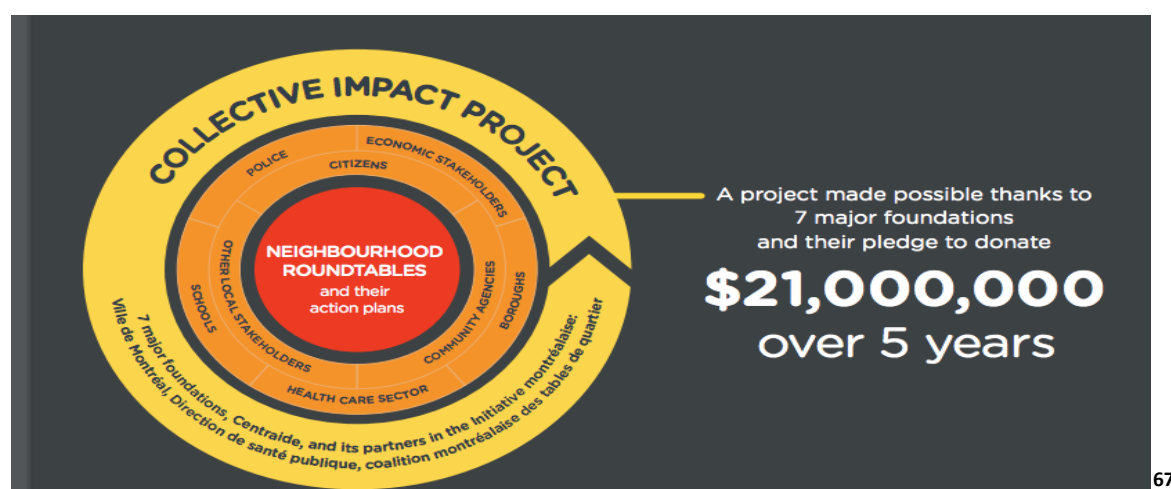 COLLECTIVE IMPACT PROJECT
POLICE
ECONOMIC STAKEHOLDERS
CITIZENS
NEIGHBOURHOOD
ROUNDTABLES
and their
action plans
OTHER LOCAL STAKEHOLDERS
COMMUNITY AGENCIES
SCHOOLS
BOROUGHS
HEALTH CARE SECTOR
7 major foundations, Centraide, and its partners in the Initiative montréalaise:
Ville de Montréal, Direction de santé publique, coalition montréalaise des tables de quartier
A project made possible thanks to
7 major foundations
and their pledge to donate
$21,000,000
over 5 years
67